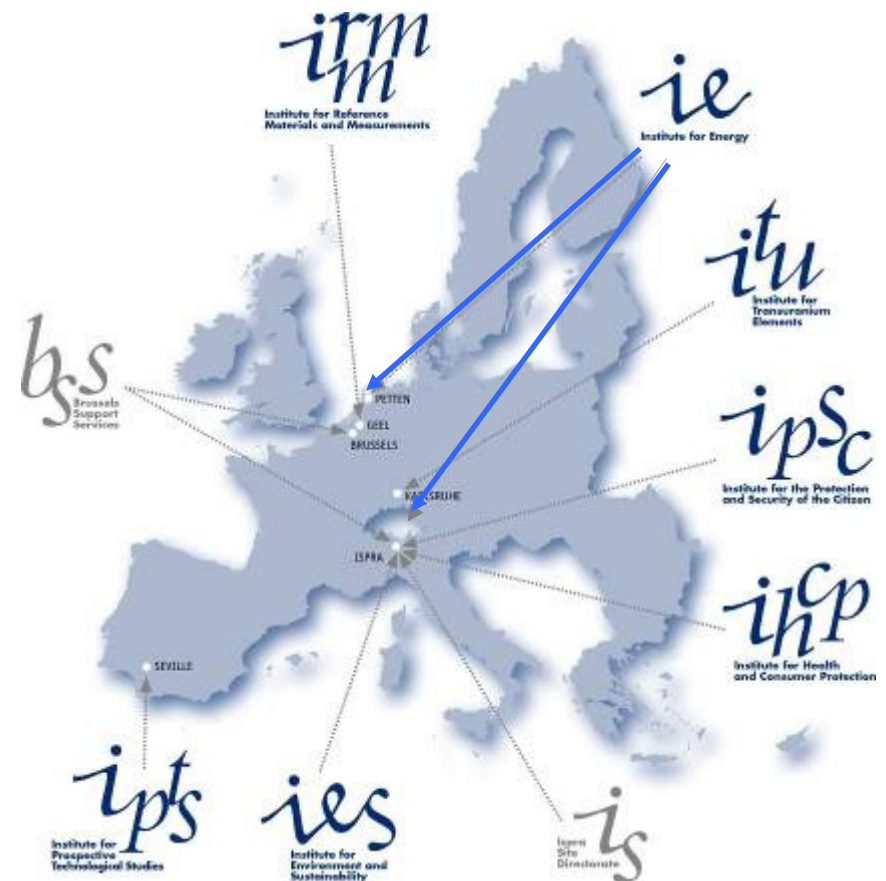 irmm
Institute for Reference
Materials and Measurements
ie
Institute for Energy
itu
Institute for
Transuranium
Elements
bss
Brussels
Support
Services
PETTEN
GEEL
BRUSSELS
ipsc
Institute for the Protection
and Security of the Citizen
KARLSRUHE
ISPRA
ihcp
Institute for Health
and Consumer Protection
SEVILLE
ipts
Institute for
Prospective
Technological Studies
ies
Institute for
Environment and
Sustainability
is
Ispra
Site
Directorate